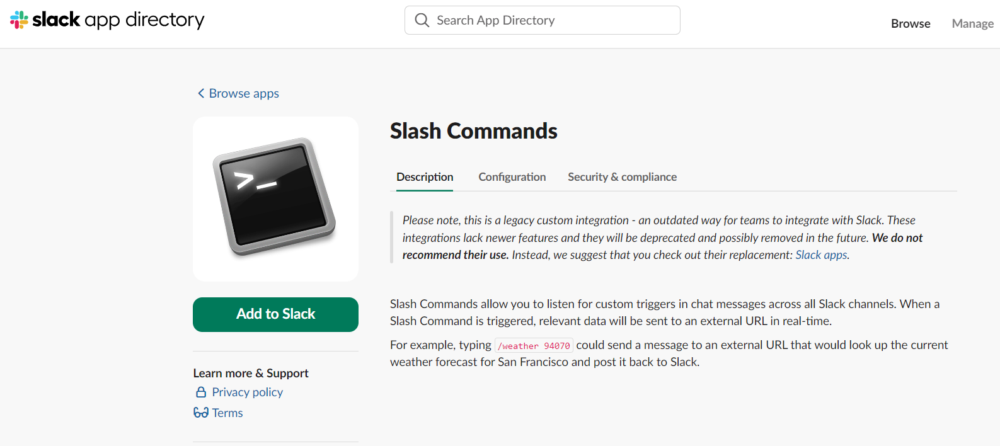 slack app directory
Search App Directory
Browse
Manage
Browse apps
>_
Slash Commands
Description
Configuration
Security & compliance
Please note, this is a legacy custom integration - an outdated way for teams to integrate with Slack. These
integrations lack newer features and they will be deprecated and possibly removed in the future. We do not
recommend their use. Instead, we suggest that you check out their replacement: Slack apps.
Add to Slack
Slash Commands allow you to listen for custom triggers in chat messages across all Slack channels. When a
Slash Command is triggered, relevant data will be sent to an external URL in real-time.
For example, typing /weather 94070 could send a message to an external URL that would look up the current
weather forecast for San Francisco and post it back to Slack.
Learn more & Support
Privacy policy
Terms